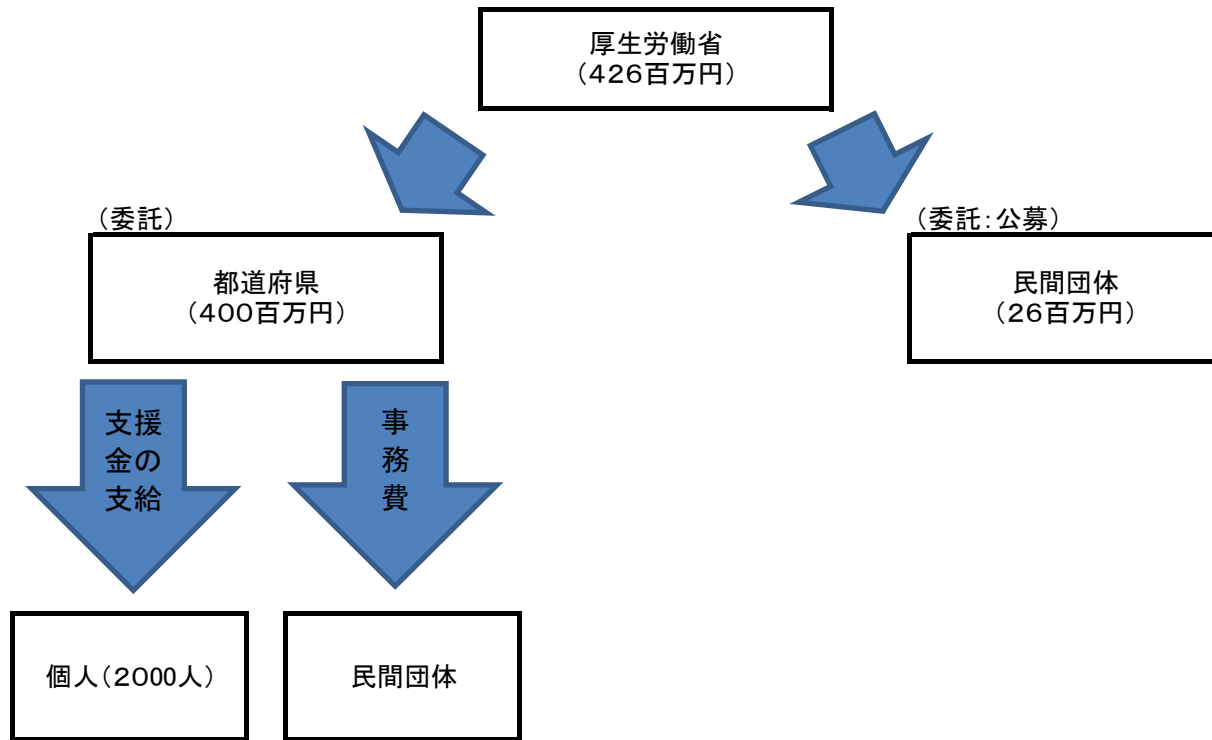 厚生労働省
（426百万円）
（委託）
都道府県
（400百万円）
（委託：公募）
民間団体
（26百万円）
支援
金の
支給
事
務
費
個人（2000人）
民間団体